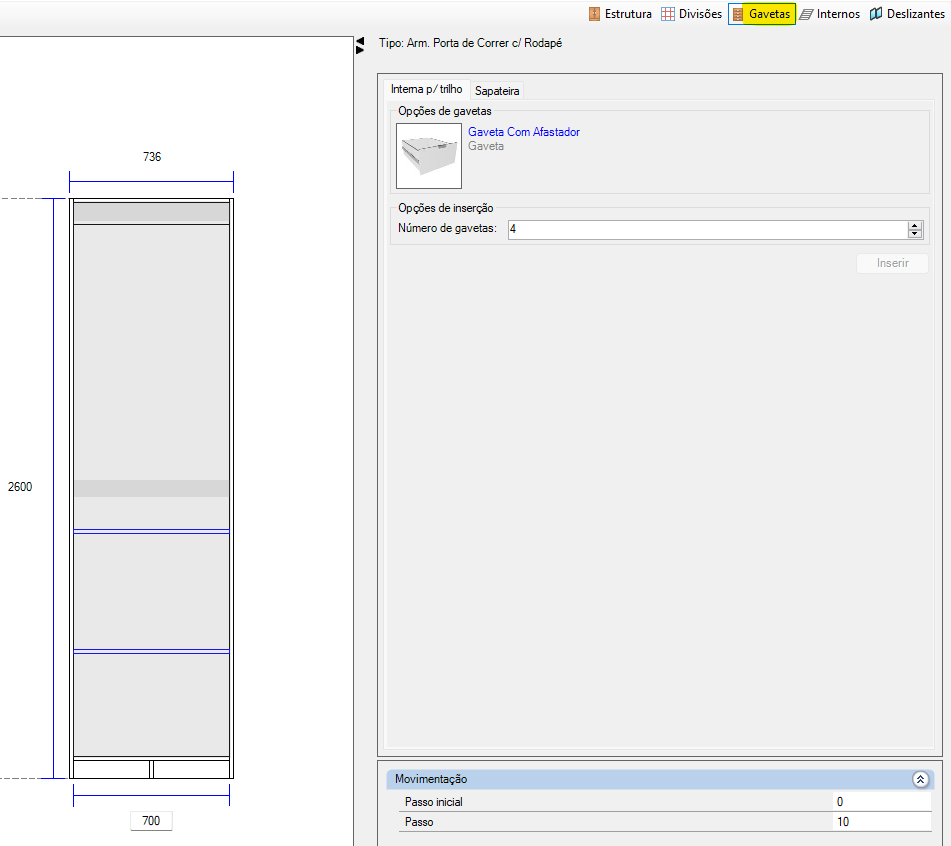 Estrutura Divisões Gavetas Internos Deslizantes
Tipo: Arm. Porta de Correr c/ Rodapé
Interna p/ trilho Sapateira
Opções de gavetas
Gaveta Com Afastador
Gaveta
Opções de inserção
Número de gavetas: 4
Inserir
736
2600
700
Movimentação
Passo inicial 0
Passo 10